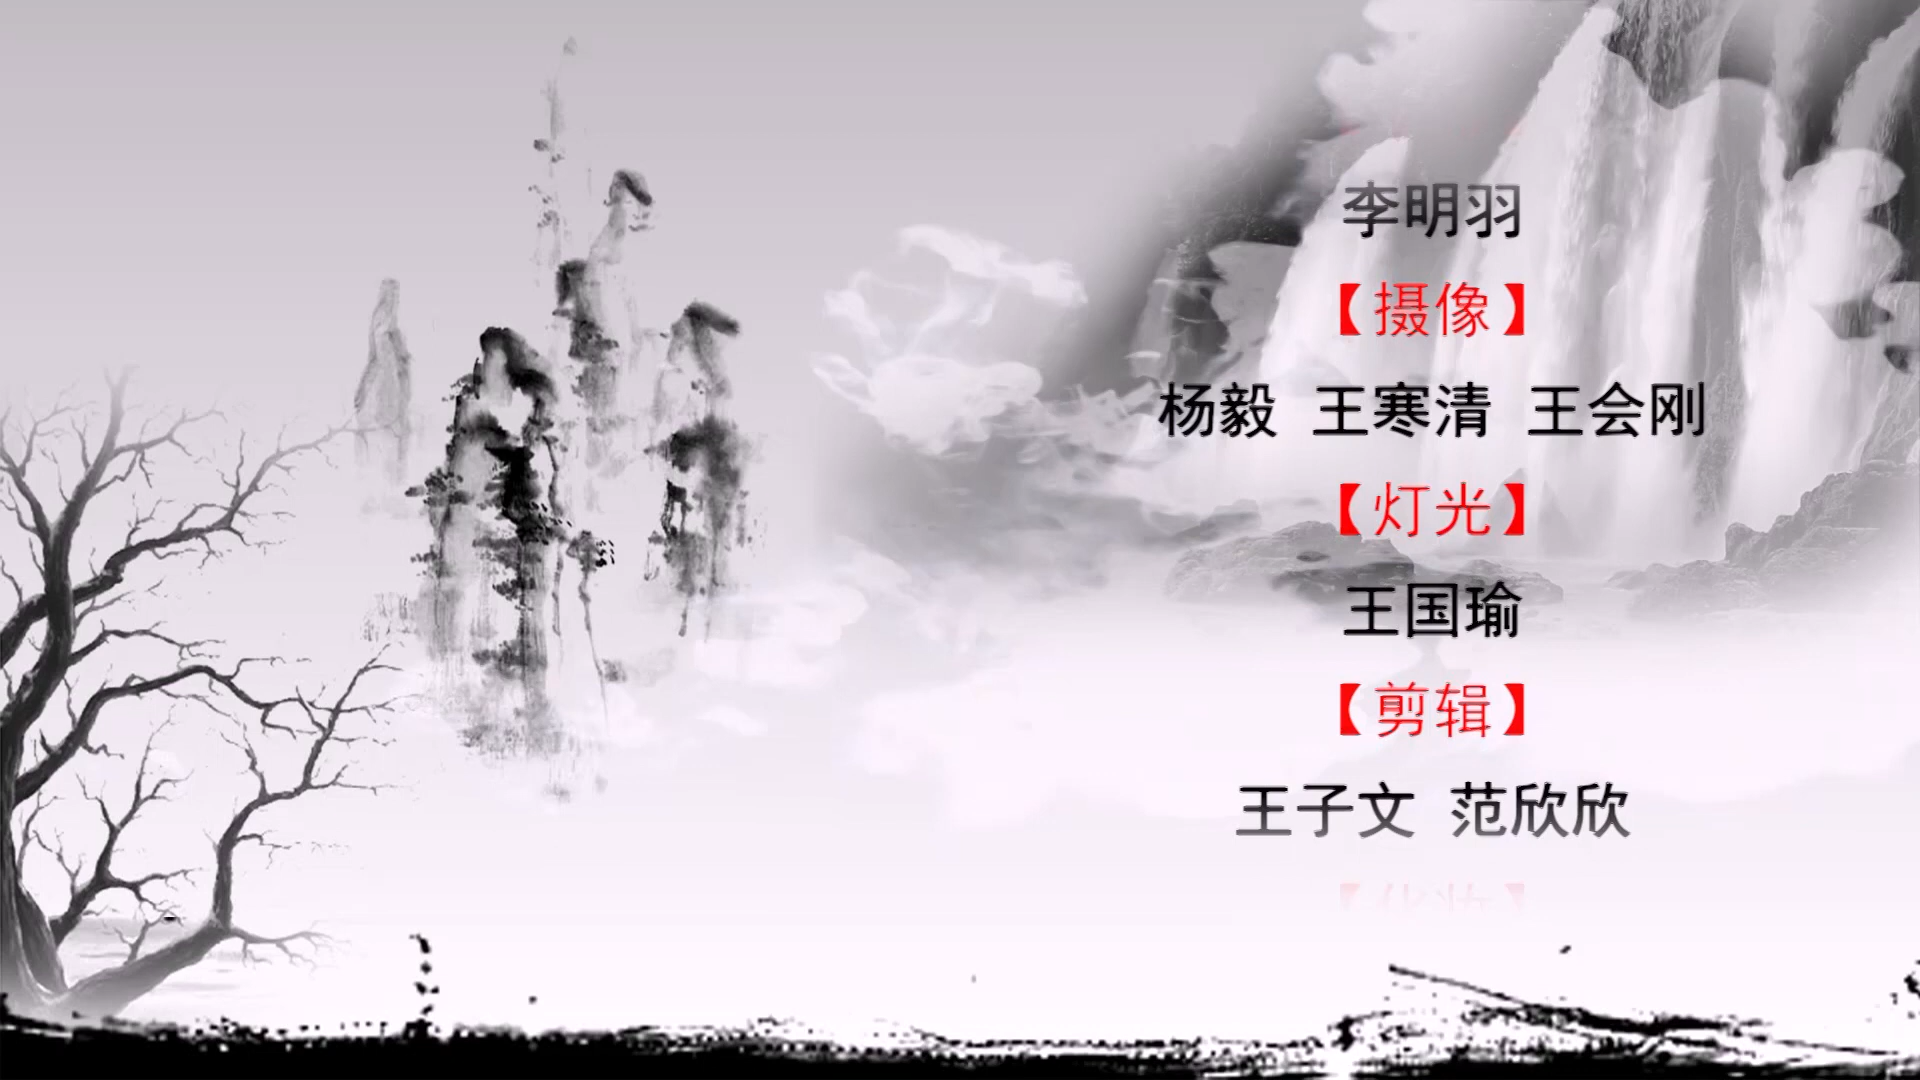 李明羽
【摄像】
杨毅 王寒清 王会刚
【灯光】
王国瑜
【剪辑】
王子文 范欣欣